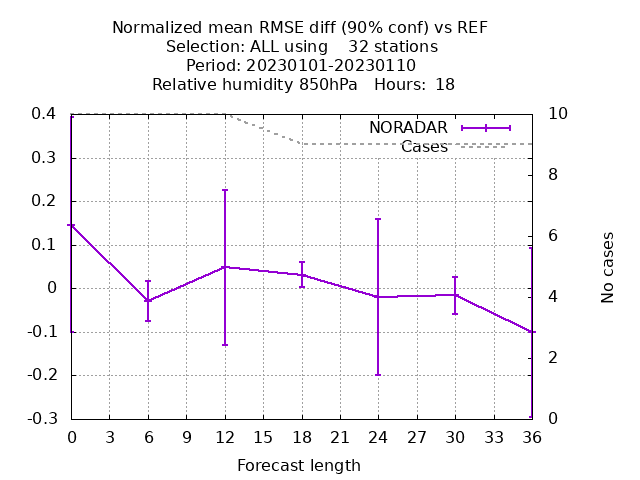 Normalized mean RMSE diff (90% conf) vs REF
Selection: ALL using    32 stations
Period: 20230101-20230110
Relative humidity 850hPa   Hours:  18
0.4
0.3
0.2
0.1
0
-0.1
-0.2
-0.3
NORADAR
Cases
10
8
6
4
2
0
No cases
0 3 6 9 12 15 18 21 24 27 30 33 36
Forecast length